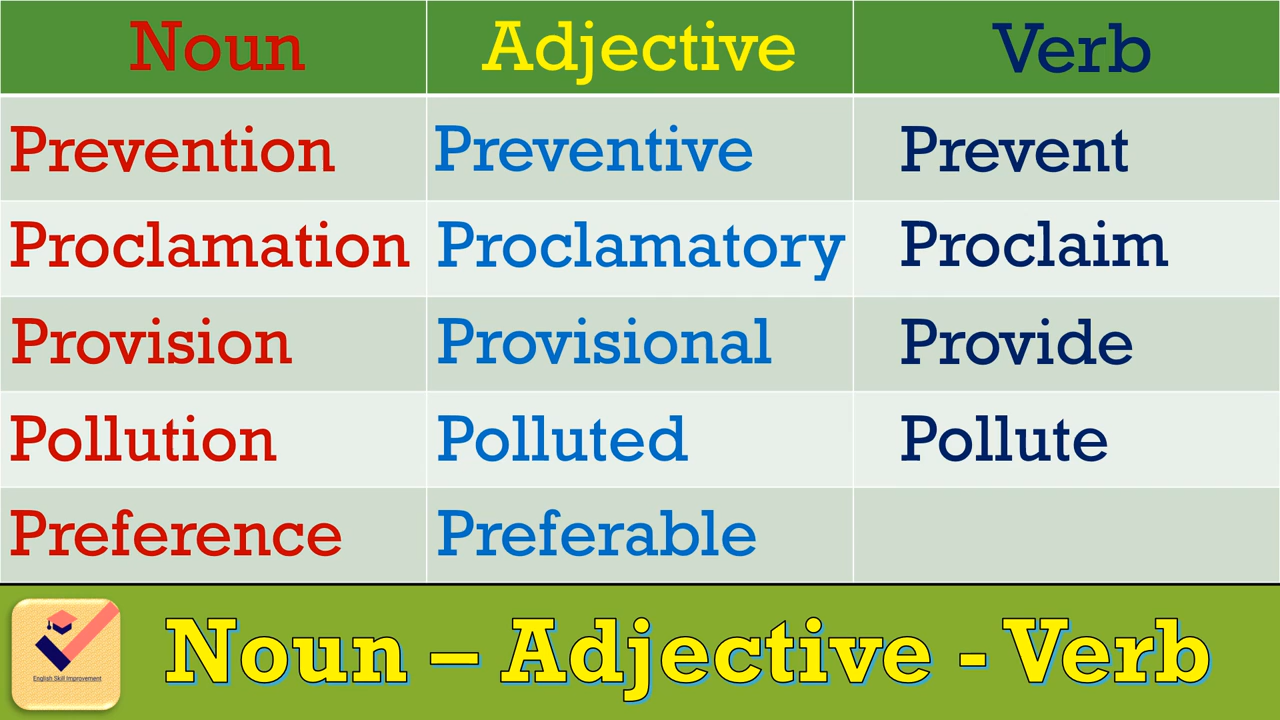 Noun Adjective Verb
Prevention Preventive Prevent
Proclamation Proclamatory Proclaim
Provision Provisional Provide
Pollution Polluted Pollute
Preference Preferable
English Skill Improvement
Noun – Adjective - Verb